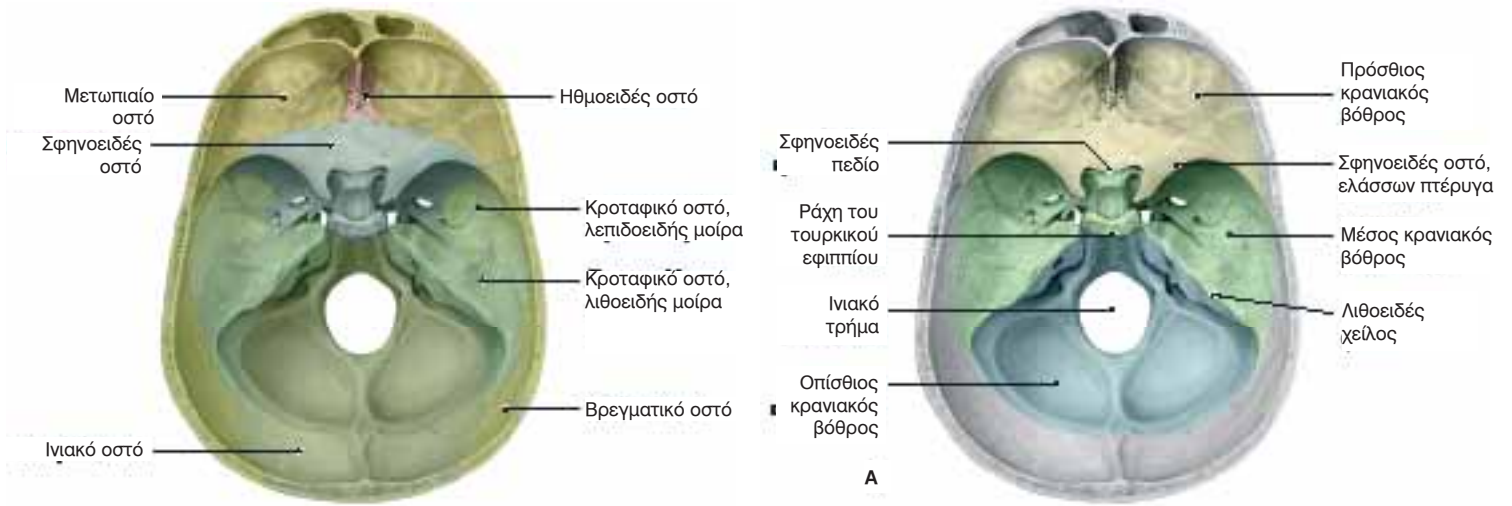 Μετωπιαίο
οστό
Σφηνοειδές
οστό
Ινιακό οστό
Ηθμοειδές οστό
Κροταφικό οστό,
λεπιδοειδής μοίρα
Κροταφικό οστό,
λιθοειδής μοίρα
Βρεγματικό οστό
Σφηνοειδές
πεδίο
Ράχη του
τουρκικού
εφιππίου
Ινιακό
τρήμα
Οπίσθιος
κρανιακός
βόθρος
A
Πρόσθιος
κρανιακός
βόθρος
Σφηνοειδές οστό,
ελάσσων πτέρυγα
Μέσος κρανιακός
βόθρος
Λιθοειδές
χείλος